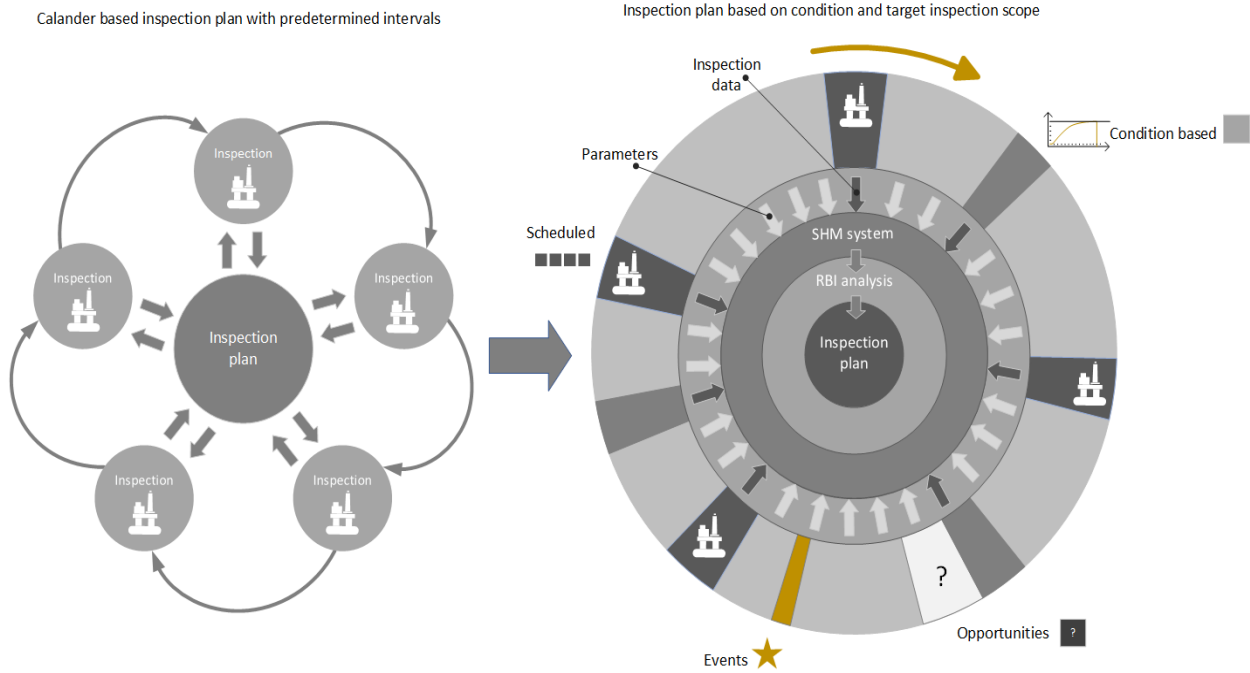 Calander based inspection plan with predetermined intervals
Inspection
Inspection
Inspection
Inspection
Inspection
Inspection
plan
Inspection plan based on condition and target inspection scope
Inspection
data
Parameters
Scheduled
Condition based
SHM system
RBI analysis
Inspection
plan
?
Opportunities ?
Events